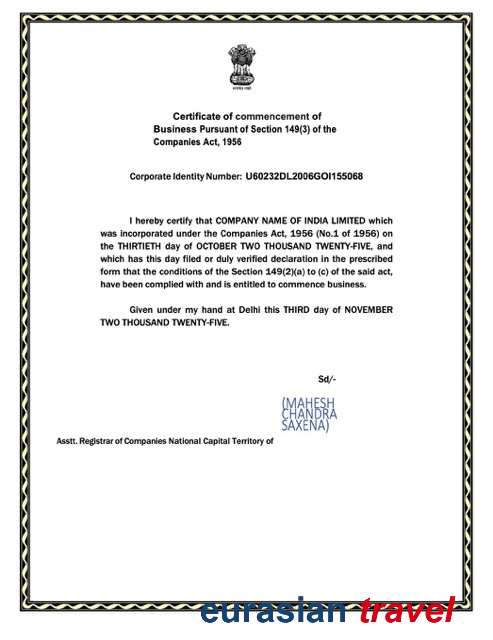 Certificate of commencement of
Business Pursuant of Section 149(3) of the
Companies Act, 1956
Corporate Identity Number: U60232DL2006GOI155068
I hereby certify that COMPANY NAME OF INDIA LIMITED which
was incorporated under the Companies Act, 1956 (No.1 of 1956) on
the THIRTIETH day of OCTOBER TWO THOUSAND TWENTY-FIVE, and
which has this day filed or duly verified declaration in the prescribed
form that the conditions of the Section 149(2)(a) to (c) of the said act,
have been complied with and is entitled to commence business.
Given under my hand at Delhi this THIRD day of NOVEMBER
TWO THOUSAND TWENTY-FIVE.
Sd/-
(MAHESH
CHANDRA
SAXENA)
Asstt. Registrar of Companies National Capital Territory of
eurasian travel